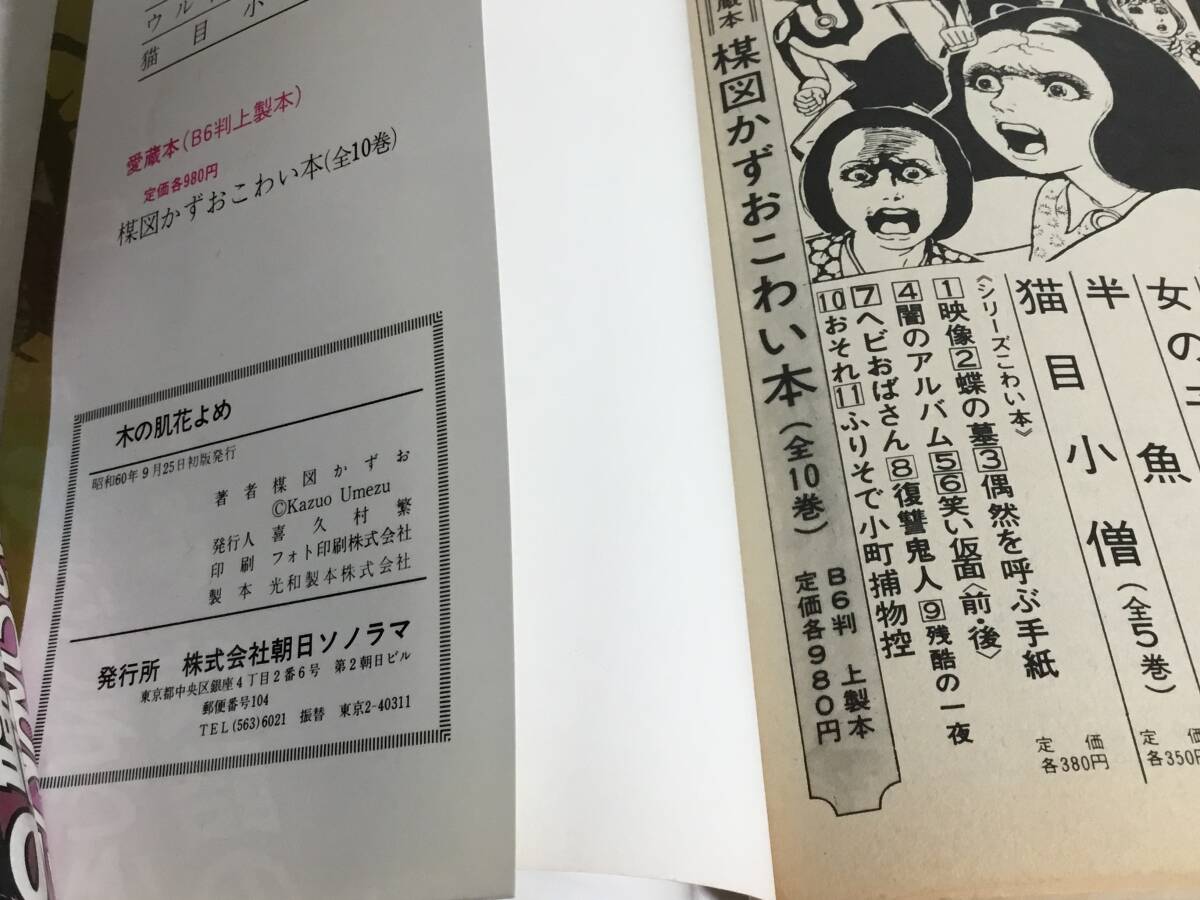 ウル
猫目小
愛蔵本(B6判上製本)
定価各980円
楳図かずおこわい本(全10巻)
木の肌花よめ
昭和60年9月25日初版発行
著者 楳図かずお
©Kazuo Umezu
発行人 喜久村繁
印刷 フォト印刷株式会社
製本 光和製本株式会社
発行所 株式会社朝日ソノラマ
東京都中央区銀座4丁目2番6号 第2朝日ビル
郵便番号104
TEL(563)6021 振替 東京2-40311
女の
魚
定価
各350円
半
猫目小僧(全5巻)
定価
各380円
《シリーズこわい本》
1映像2蝶の墓3偶然を呼ぶ手紙
4闇のアルバム56笑い仮面〈前・後〉
7ヘビおばさん8復讐鬼人9残酷の一夜
10おそれ11ふりそで小町捕物控
蔵本 楳図かずおこわい本(全10巻)
B6判 上製本
定価各980円